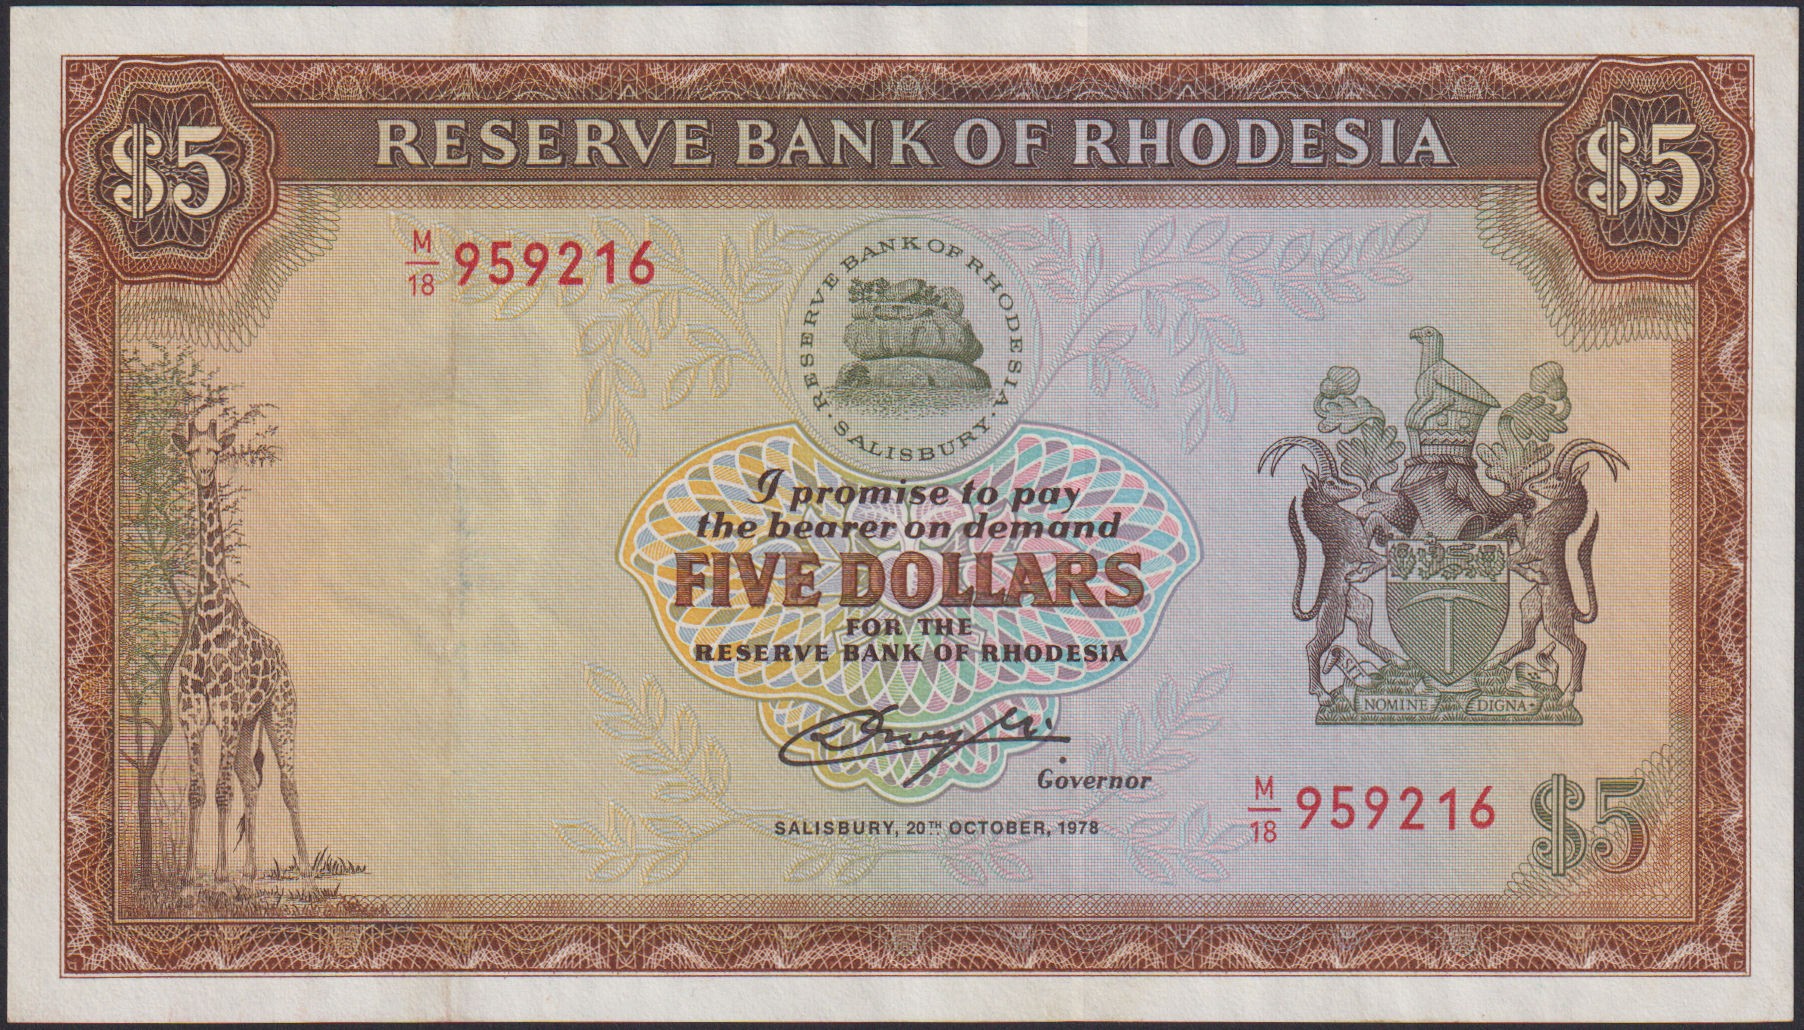 RESERVE BANK OF RHODESIA
$5
$5
M/18 959216
RESERVE BANK OF RHODESIA · SALISBURY ·
I promise to pay
the bearer on demand
FIVE DOLLARS
FOR THE
RESERVE BANK OF RHODESIA
Governor
SALISBURY, 20TH OCTOBER, 1978
NOMINE DIGNA
M/18 959216
$5